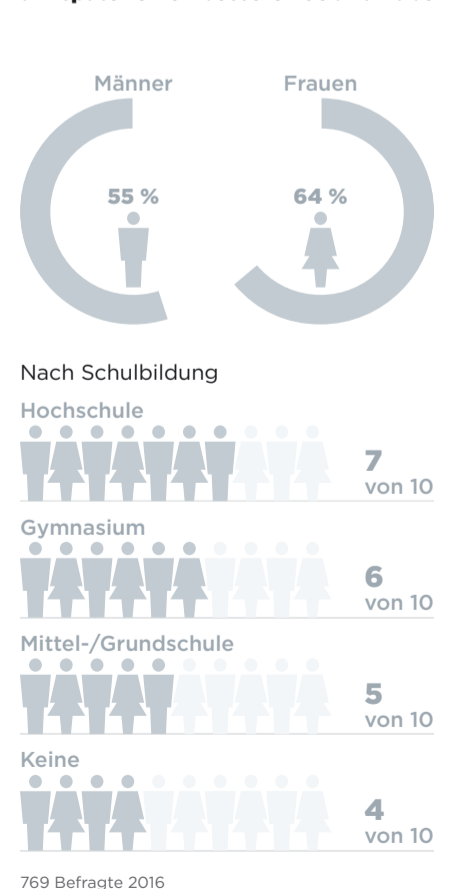 Männer
Frauen
55 %
64 %
Nach Schulbildung
Hochschule
7
von 10
Gymnasium
6
von 10
Mittel-/Grundschule
5
von 10
Keine
4
von 10
769 Befragte 2016